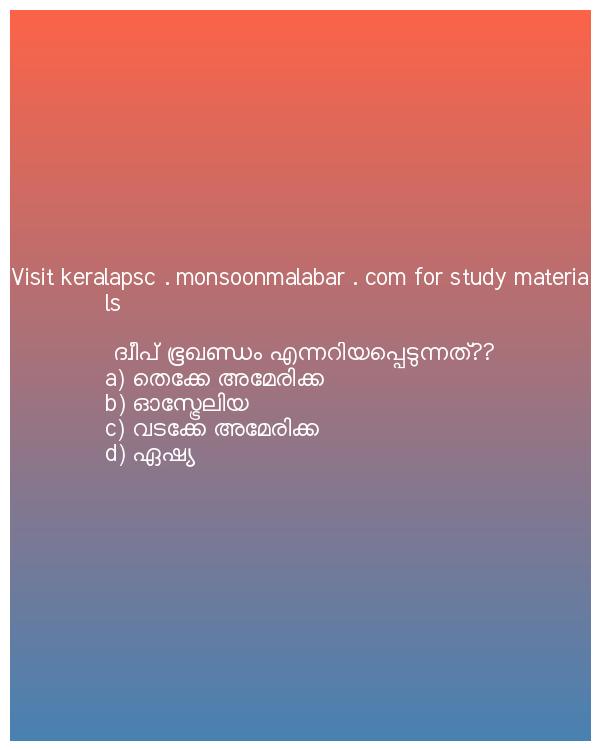 Visit keralapsc . monsoonmalabar . com for study materia
ls
ദ്വീപ് ഭൂഖണ്ഡം എന്നറിയപ്പെടുന്നത്??
a) തെക്കേ അമേരിക്ക
b) ഓസ്ട്രേലിയ
c) വടക്കേ അമേരിക്ക
d) ഏഷ്യ